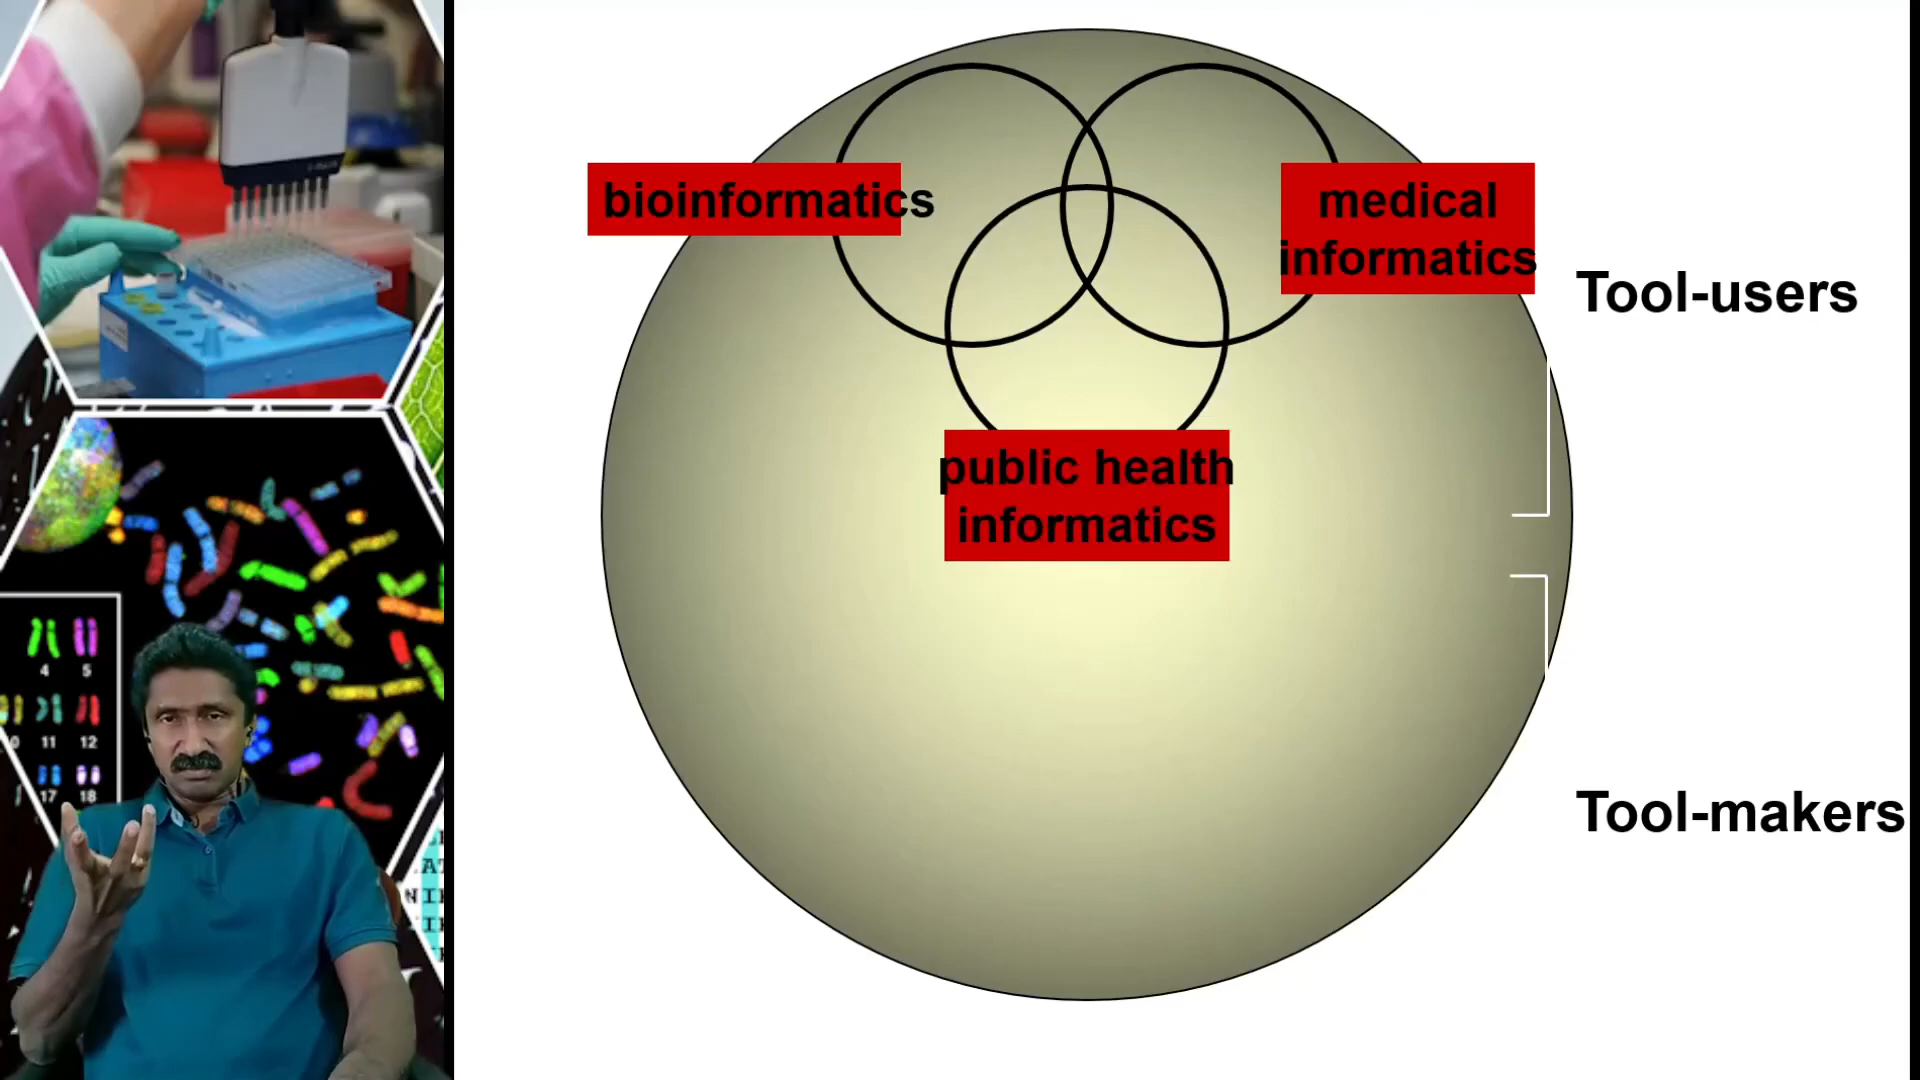 bioinformatics
medical
informatics
Tool-users
public health
informatics
Tool-makers
4 5
11 12
17 18